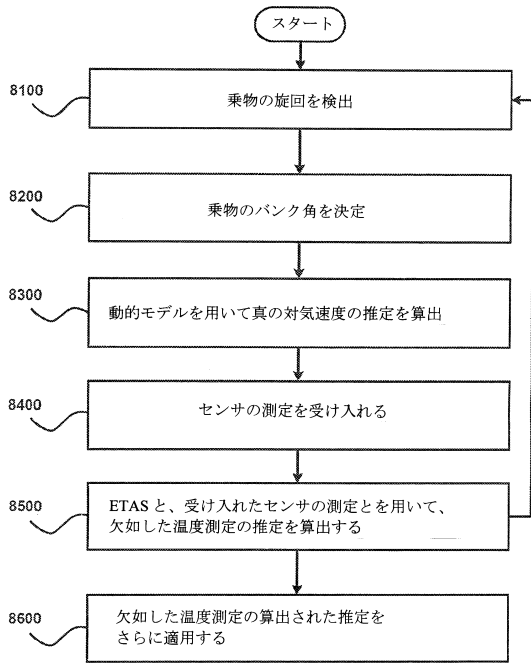 スタート
8100
乗物の旋回を検出
8200
乗物のバンク角を決定
8300
動的モデルを用いて真の対気速度の推定を算出
8400
センサの測定を受け入れる
8500
ETAS と、受け入れたセンサの測定とを用いて、
欠如した温度測定の推定を算出する
8600
欠如した温度測定の算出された推定を
さらに適用する